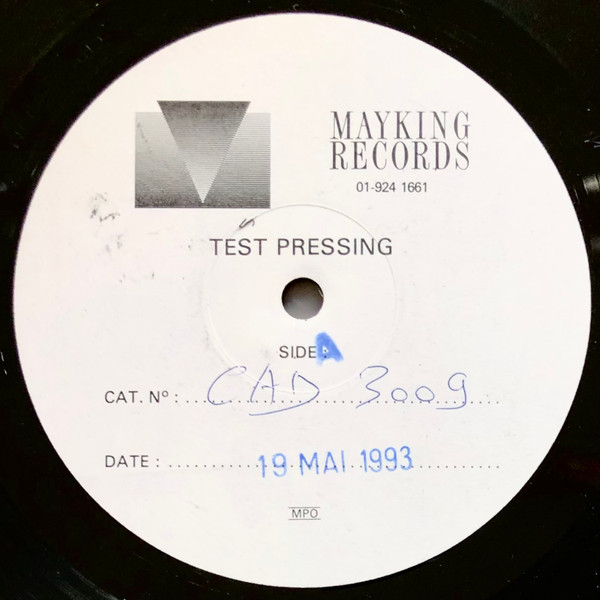 MAYKING
RECORDS
01-924 1661
TEST PRESSING
SIDE: A
CAT. Nº: CAD 3009
DATE: 19 MAI 1993
MPO